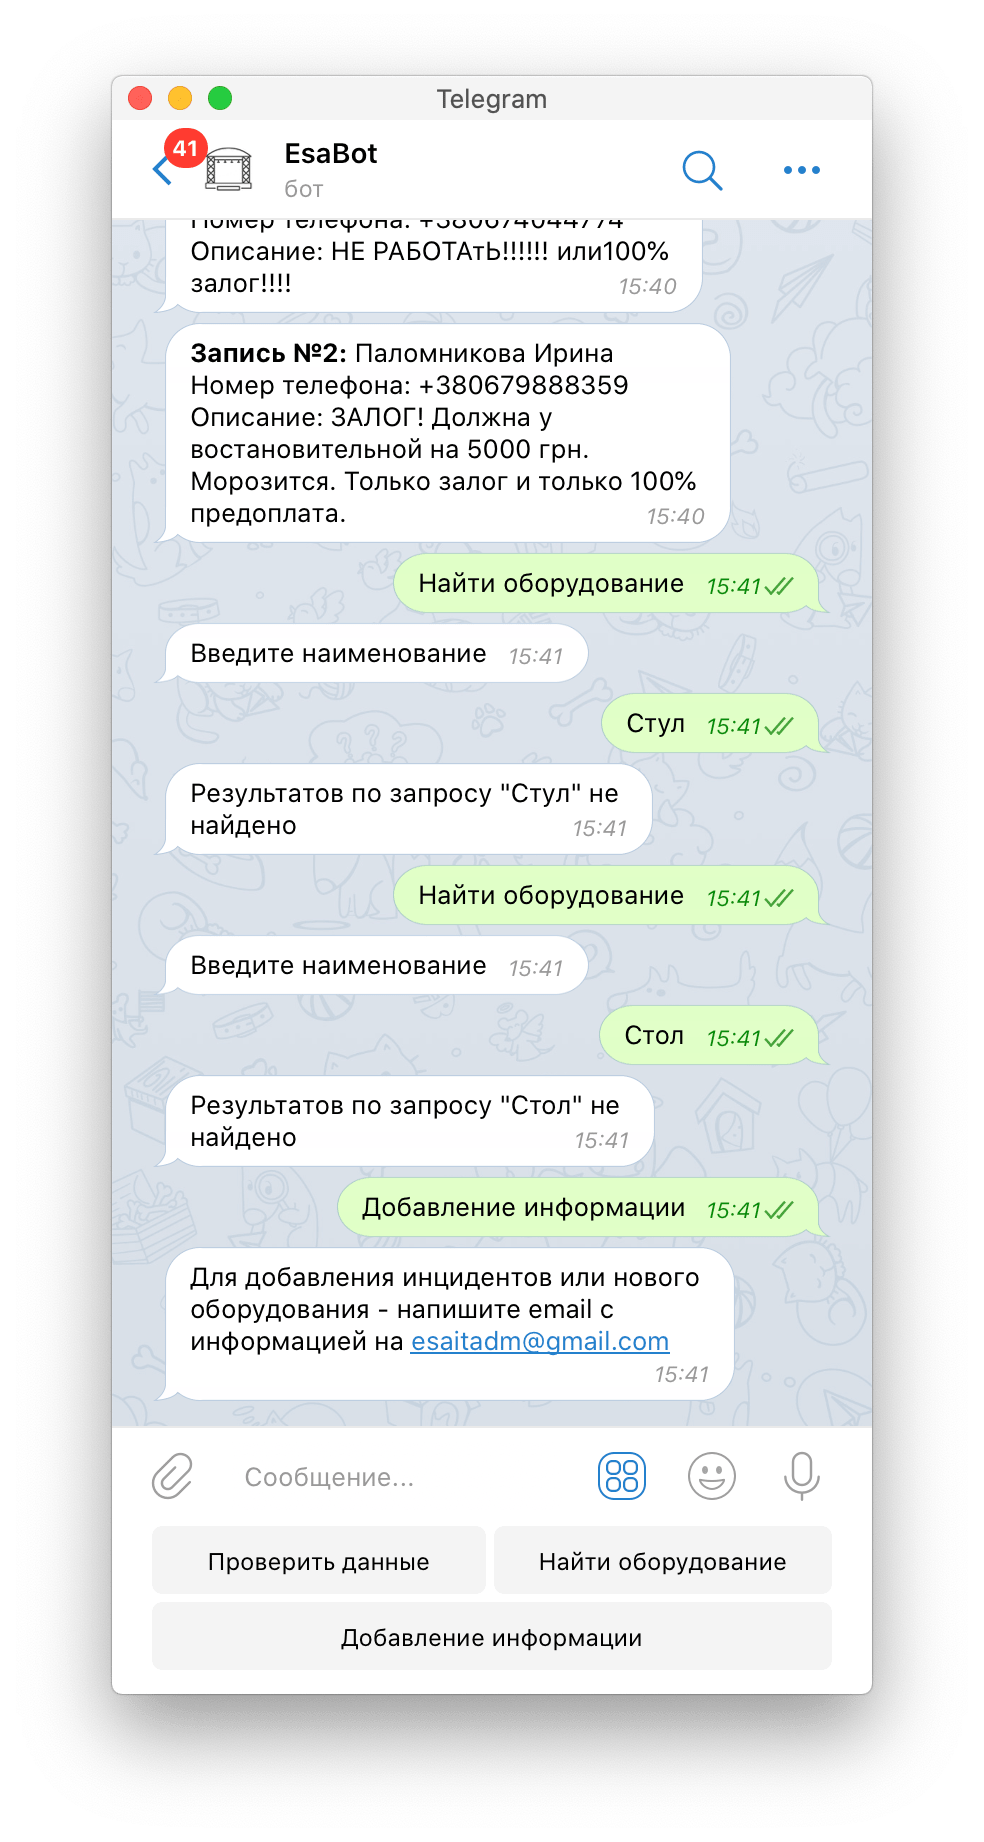 Telegram
41
EsaBot
бот
Номер телефона: +380674044774
Описание: НЕ РАБОТАтЬ!!!!!! или100%
залог!!!!
15:40
Запись №2: Паломникова Ирина
Номер телефона: +380679888359
Описание: ЗАЛОГ! Должна у
востановительной на 5000 грн.
Морозится. Только залог и только 100%
предоплата.
15:40
Найти оборудование 15:41
Введите наименование 15:41
Стул 15:41
Результатов по запросу "Стул" не
найдено 15:41
Найти оборудование 15:41
Введите наименование 15:41
Стол 15:41
Результатов по запросу "Стол" не
найдено 15:41
Добавление информации 15:41
Для добавления инцидентов или нового
оборудования - напишите email с
информацией на esaitadm@gmail.com
15:41
Сообщение...
Проверить данные
Найти оборудование
Добавление информации